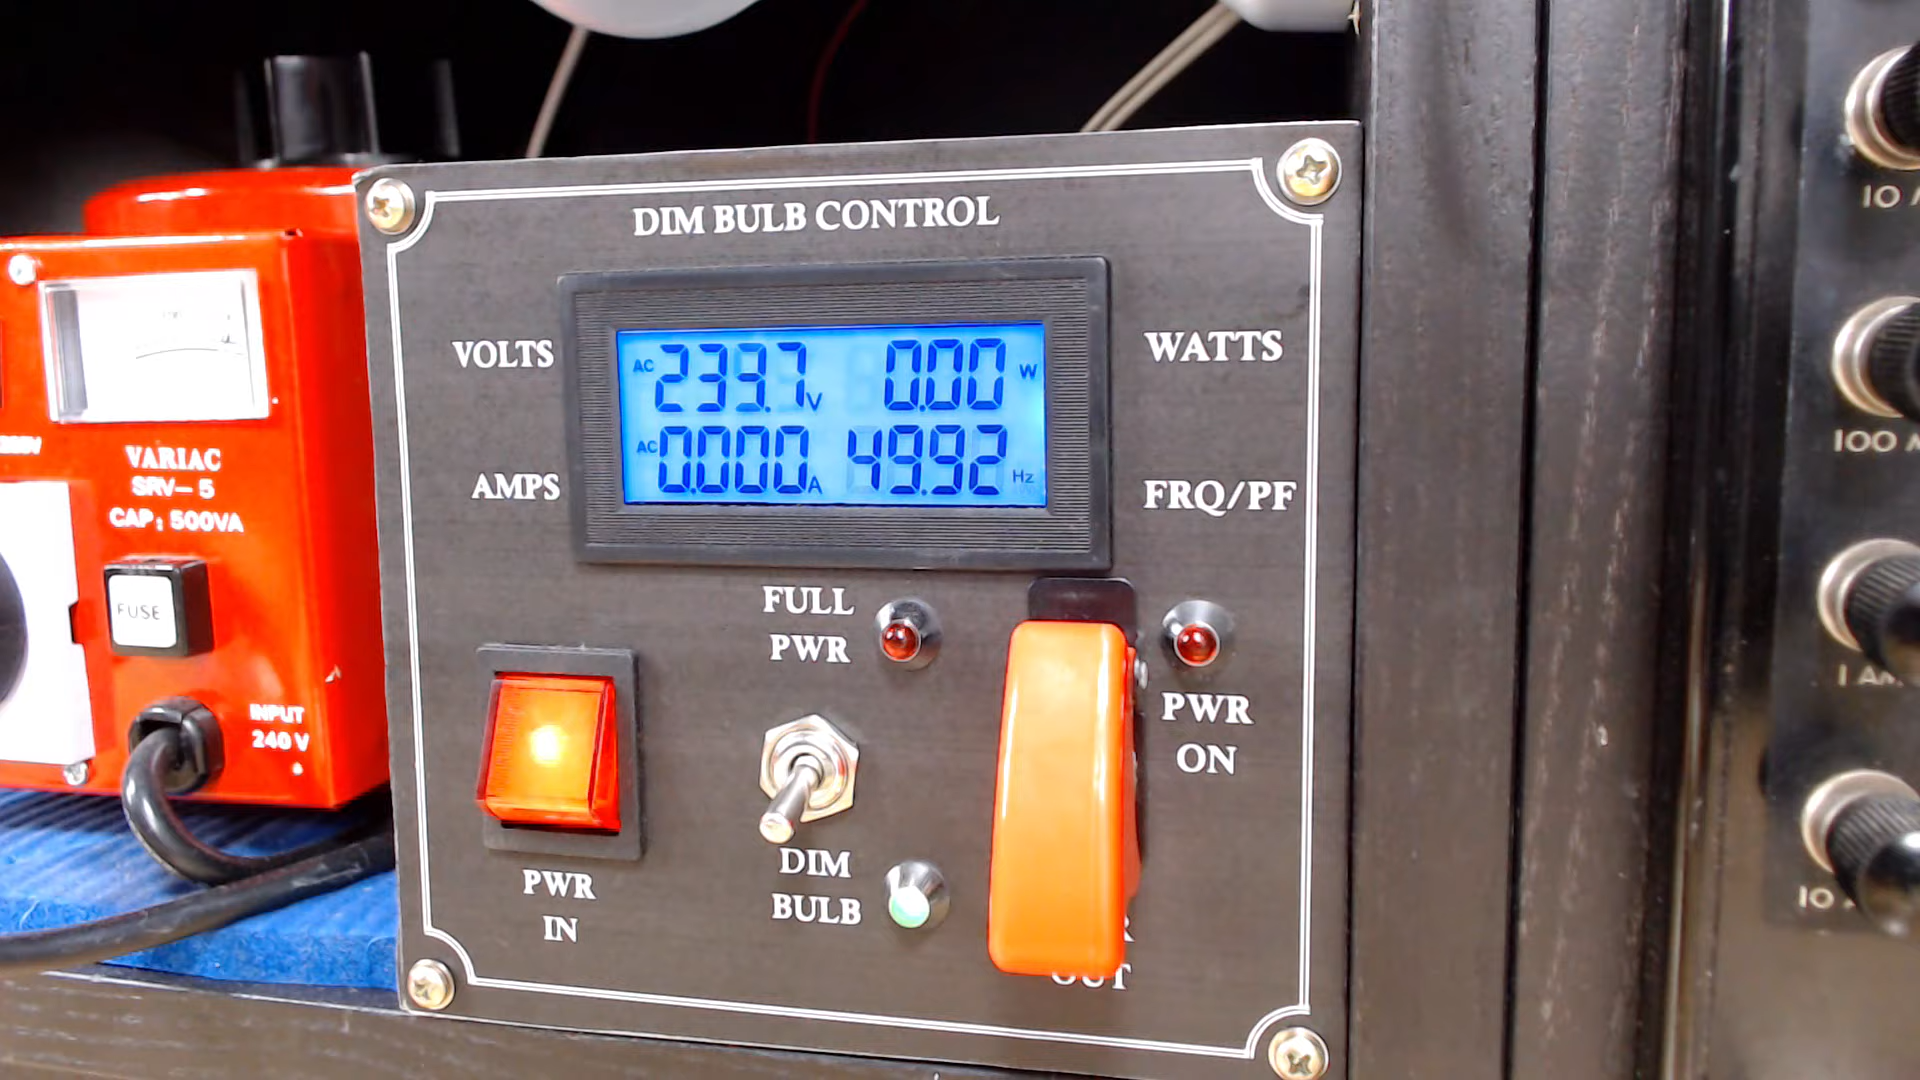 DIM BULB CONTROL
VOLTS
WATTS
AC 239.7 V
0.00 W
AC 0.000 A
49.92 Hz
AMPS
FRQ/PF
VARIAC
SRV-5
CAP: 500VA
FUSE
INPUT
240 V
FULL
PWR
PWR
ON
DIM
BULB
PWR
IN
OUT
10
100
1
10